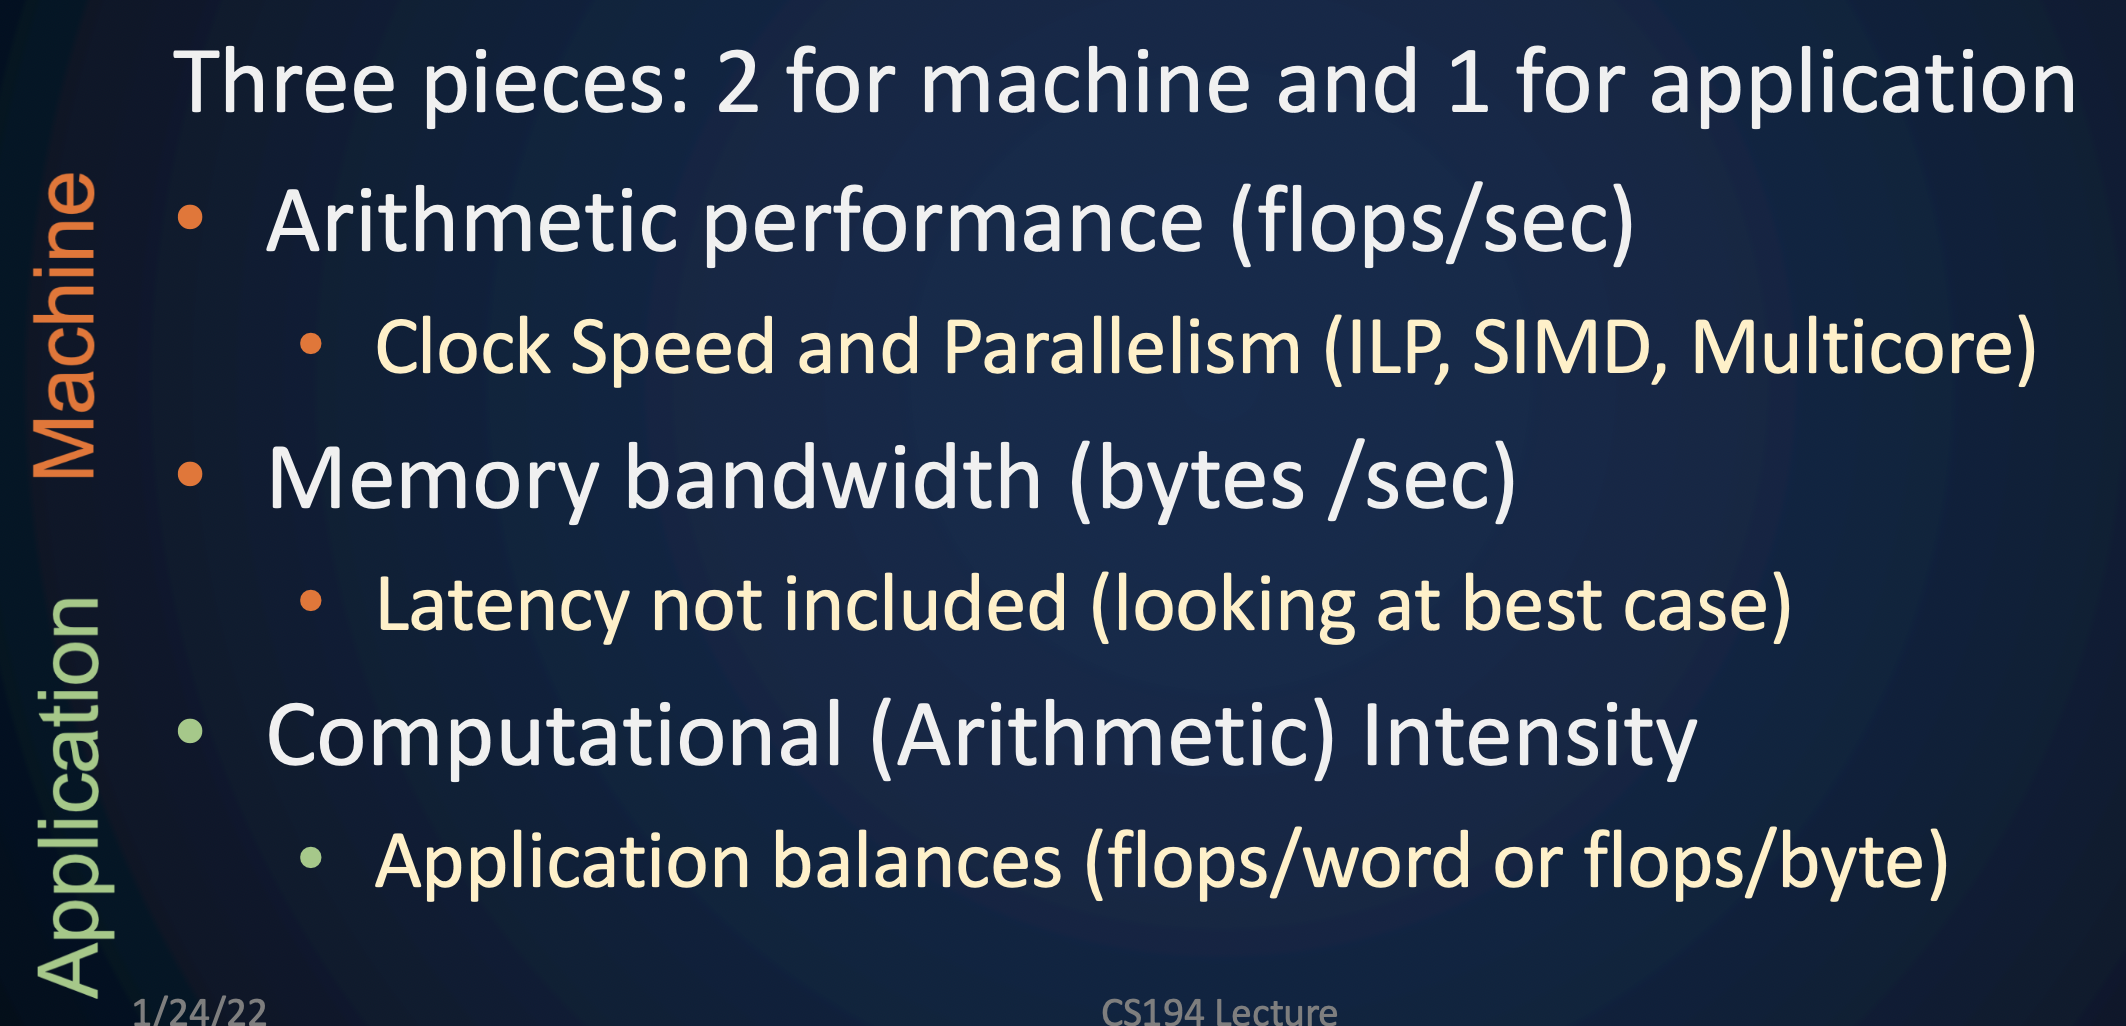 Three pieces: 2 for machine and 1 for application
Machine
• Arithmetic performance (flops/sec)
• Clock Speed and Parallelism (ILP, SIMD, Multicore)
• Memory bandwidth (bytes /sec)
• Latency not included (looking at best case)
Application
• Computational (Arithmetic) Intensity
• Application balances (flops/word or flops/byte)
1/24/22
CS194 Lecture